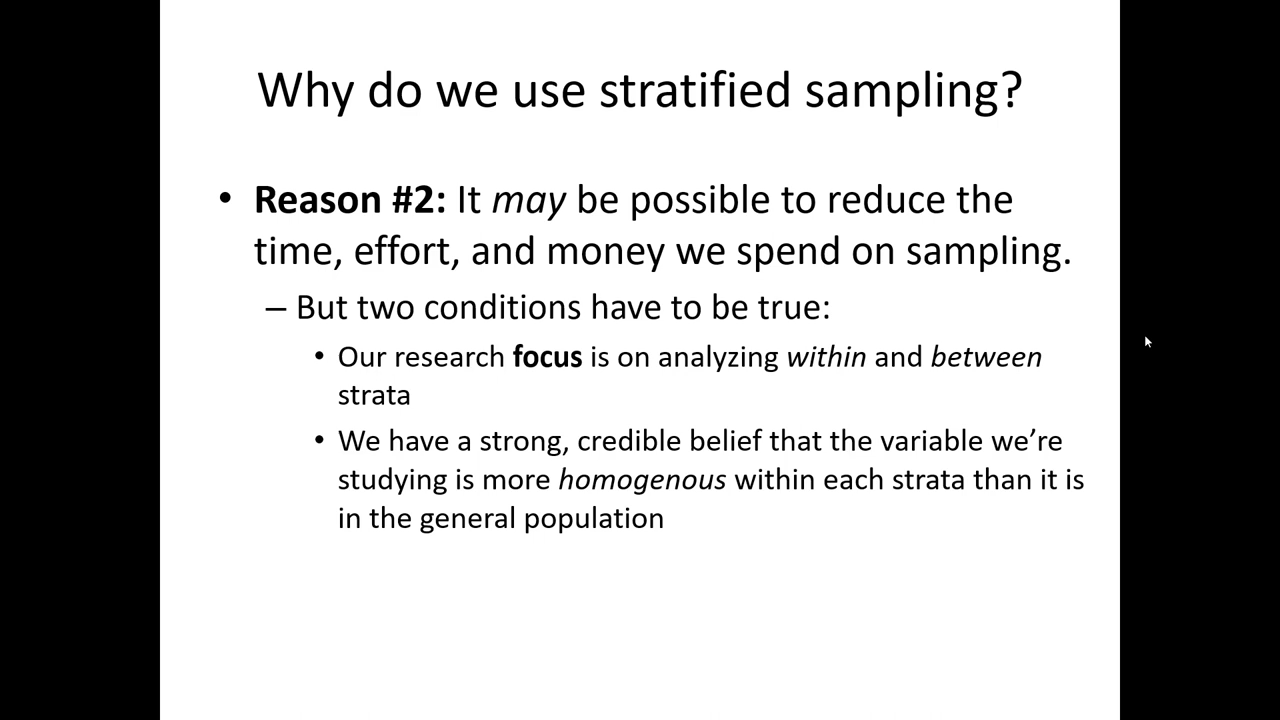 Why do we use stratified sampling?
• Reason #2: It may be possible to reduce the
time, effort, and money we spend on sampling.
– But two conditions have to be true:
• Our research focus is on analyzing within and between
strata
• We have a strong, credible belief that the variable we’re
studying is more homogenous within each strata than it is
in the general population